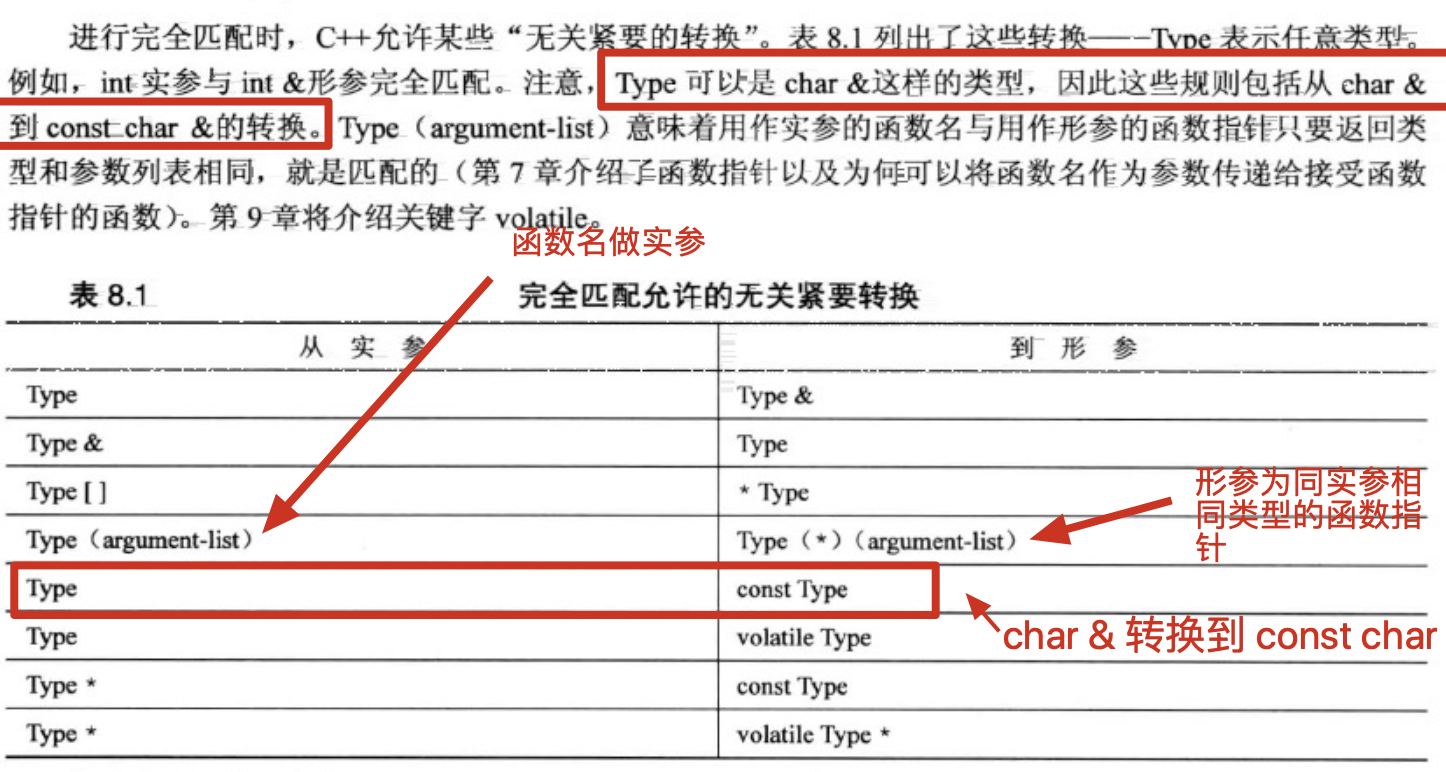 进行完全匹配时，C++允许某些“无关紧要的转换”。表 8.1 列出了这些转换——Type 表示任意类型。
例如，int 实参与 int &形参完全匹配。注意，Type 可以是 char &这样的类型，因此这些规则包括从 char &
到 const char &的转换。Type（argument-list）意味着用作实参的函数名与用作形参的函数指针只要返回类
型和参数列表相同，就是匹配的（第 7 章介绍了函数指针以及为何可以将函数名作为参数传递给接受函数
指针的函数）。第 9 章将介绍关键字 volatile。
函数名做实参
表 8.1 完全匹配允许的无关紧要转换
从 实 参 到 形 参
Type Type &
Type & Type
Type [ ] * Type
形参为同实参相
同类型的函数指
针
Type（argument-list） Type（*）（argument-list）
Type const Type
char & 转换到 const char
Type volatile Type
Type * const Type
Type * volatile Type *